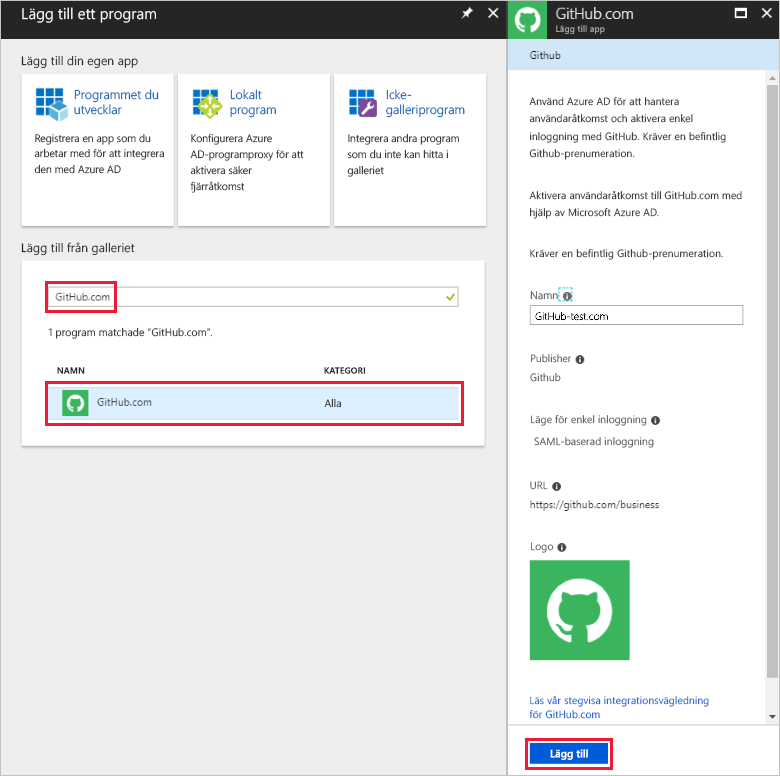 Lägg till ett program
Lägg till din egen app
Programmet du
utvecklar
Registrera en app som du
arbetar med för att integrera
den med Azure AD
Lokalt
program
Konfigurera Azure
AD-programproxy för att
aktivera säker
fjärråtkomst
Icke-
galleriprogram
Integrera andra program
som du inte kan hitta i
galleriet
Lägg till från galleriet
GitHub.com
1 program matchade "GitHub.com".
NAMN KATEGORI
GitHub.com Alla
GitHub.com
Lägg till app
Github
Använd Azure AD för att hantera
användaråtkomst och aktivera enkel
inloggning med GitHub. Kräver en befintlig
Github-prenumeration.
Aktivera användaråtkomst till GitHub.com med
hjälp av Microsoft Azure AD.
Kräver en befintlig Github-prenumeration.
Namn
GitHub-test.com
Publisher
Github
Läge för enkel inloggning
SAML-baserad inloggning
URL
https://github.com/business
Logo
Läs vår stegvisa integrationsvägledning
för GitHub.com
Lägg till